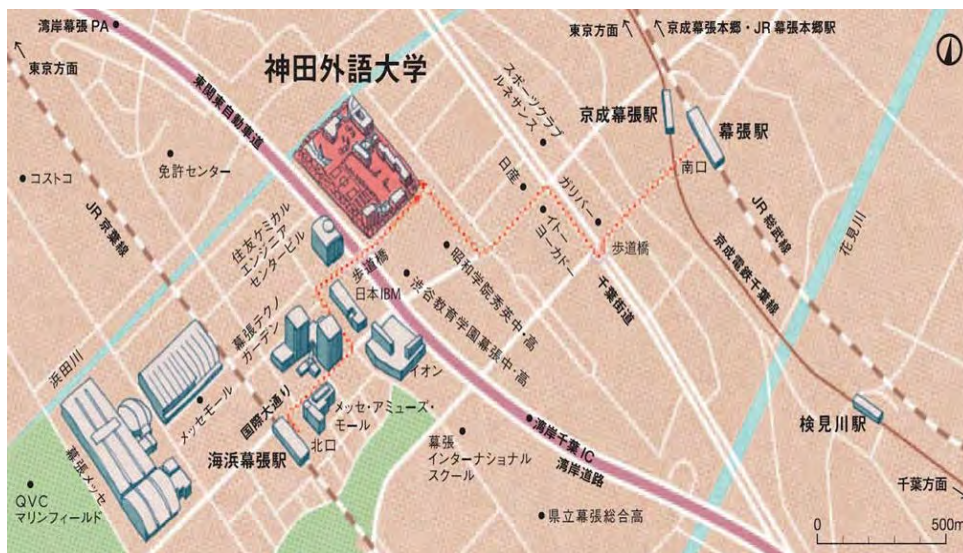 湾岸幕張PA
東京方面
神田外語大学
東関東自動車道
コストコ
免許センター
JR京葉線
住友ケミカル
エンジニア
センタービル
幕張テクノ
ガーデン
浜田川
メッセモール
幕張メッセ
QVC
マリンフィールド
国際大通り
海浜幕張駅
北口
メッセ・アミューズ・
モール
イオン
日本IBM
歩道橋
渋谷教育学園幕張中・高
昭和学院秀英中・高
幕張
インターナショナル
スクール
県立幕張総合高
湾岸千葉IC
湾岸道路
東京方面
京成幕張本郷・JR幕張本郷駅
スポーツクラブ
ルネサンス
京成幕張駅
幕張駅
南口
日産
ガリバー
イトー
ヨーカドー
歩道橋
千葉街道
JR総武線
京成電鉄千葉線
花見川
検見川駅
千葉方面
0
500m